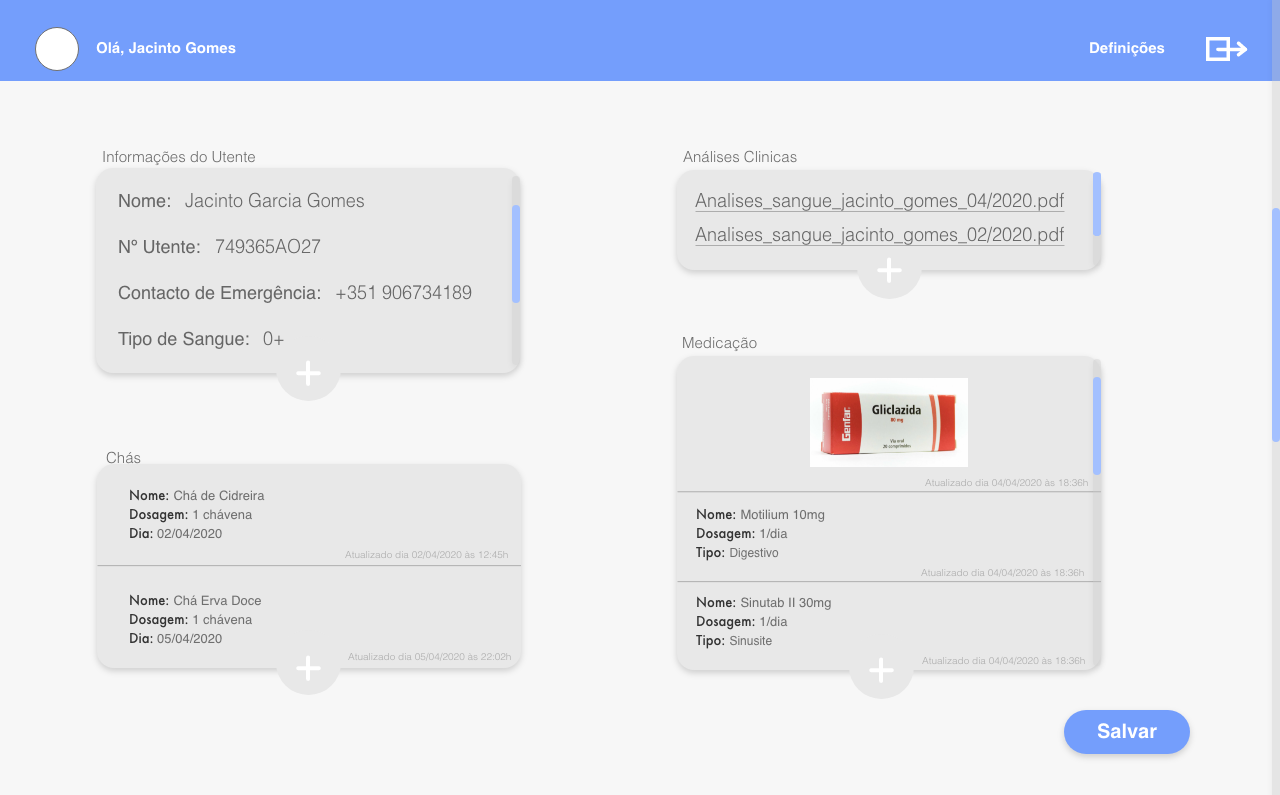 Olá, Jacinto Gomes
Definições
Informações do Utente
Nome: Jacinto Garcia Gomes
Nº Utente: 749365AO27
Contacto de Emergência: +351 906734189
Tipo de Sangue: 0+
Chás
Nome: Chá de Cidreira
Dosagem: 1 chávena
Dia: 02/04/2020
Atualizado dia 02/04/2020 às 12:45h
Nome: Chá Erva Doce
Dosagem: 1 chávena
Dia: 05/04/2020
Atualizado dia 05/04/2020 às 22:02h
Análises Clinicas
Analises_sangue_jacinto_gomes_04/2020.pdf
Analises_sangue_jacinto_gomes_02/2020.pdf
Medicação
Genfar
Gliclazida
80 mg
Vía oral
20 comprimidos
Atualizado dia 04/04/2020 às 18:36h
Nome: Motilium 10mg
Dosagem: 1/dia
Tipo: Digestivo
Atualizado dia 04/04/2020 às 18:36h
Nome: Sinutab II 30mg
Dosagem: 1/dia
Tipo: Sinusite
Atualizado dia 04/04/2020 às 18:36h
Salvar